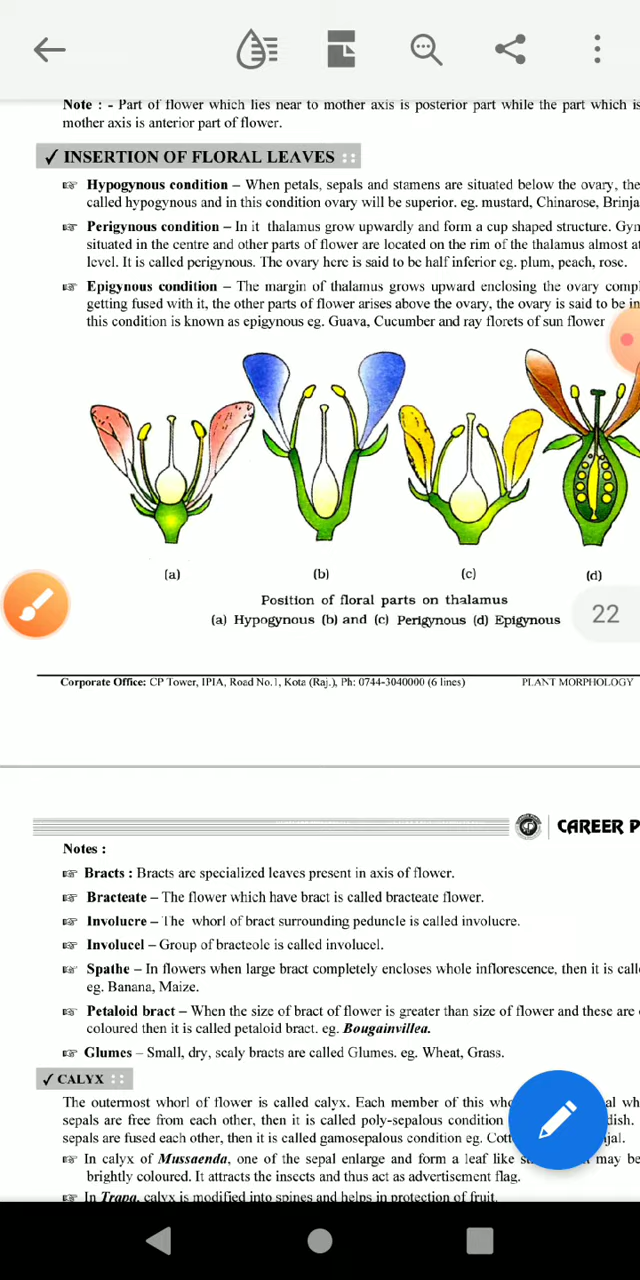 Note : - Part of flower which lies near to mother axis is posterior part while the part which is
mother axis is anterior part of flower.
✓ INSERTION OF FLORAL LEAVES
Hypogynous condition – When petals, sepals and stamens are situated below the ovary, the
called hypogynous and in this condition ovary will be superior. eg. mustard, Chinarose, Brinja
Perigynous condition – In it thalamus grow upwardly and form a cup shaped structure. Gyn
situated in the centre and other parts of flower are located on the rim of the thalamus almost at
level. It is called perigynous. The ovary here is said to be half inferior eg. plum, peach, rose.
Epigynous condition – The margin of thalamus grows upward enclosing the ovary compl
getting fused with it, the other parts of flower arises above the ovary, the ovary is said to be in
this condition is known as epigynous eg. Guava, Cucumber and ray florets of sun flower
(a) (b) (c) (d)
Position of floral parts on thalamus
(a) Hypogynous (b) and (c) Perigynous (d) Epigynous
22
Corporate Office: CP Tower, IPIA, Road No.1, Kota (Raj.), Ph: 0744-3040000 (6 lines) PLANT MORPHOLOGY
CAREER P
Notes :
Bracts : Bracts are specialized leaves present in axis of flower.
Bracteate – The flower which have bract is called bracteate flower.
Involucre – The whorl of bract surrounding peduncle is called involucre.
Involucel – Group of bracteole is called involucel.
Spathe – In flowers when large bract completely encloses whole inflorescence, then it is calle
eg. Banana, Maize.
Petaloid bract – When the size of bract of flower is greater than size of flower and these are
coloured then it is called petaloid bract. eg. Bougainvillea.
Glumes – Small, dry, scaly bracts are called Glumes. eg. Wheat, Grass.
✓ CALYX
The outermost whorl of flower is called calyx. Each member of this who al wh
sepals are free from each other, then it is called poly-sepalous condition dish.
sepals are fused each other, then it is called gamosepalous condition eg. Cott jal.
In calyx of Mussaenda, one of the sepal enlarge and form a leaf like may be
brightly coloured. It attracts the insects and thus act as advertisement flag.
In Trapa, calyx is modified into spines and helps in protection of fruit.